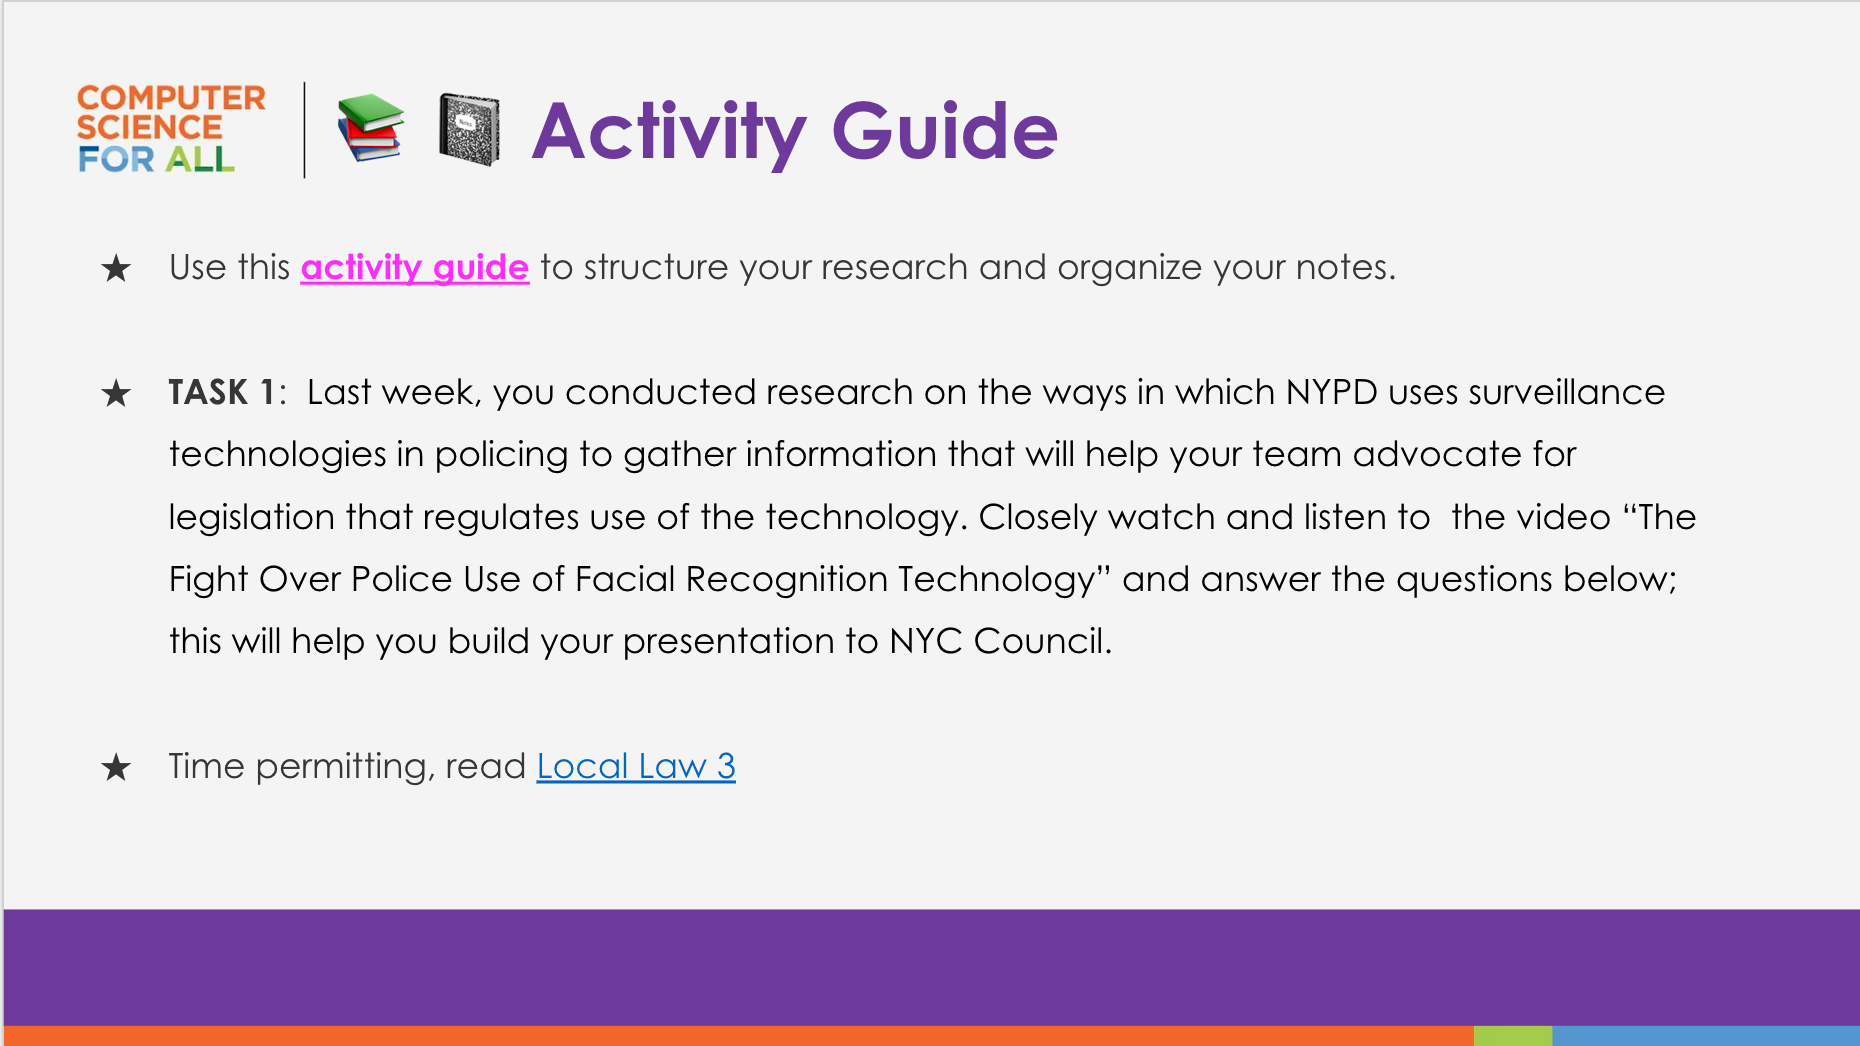 COMPUTER
SCIENCE
FOR ALL
Activity Guide
★ Use this activity guide to structure your research and organize your notes.
★ TASK 1:  Last week, you conducted research on the ways in which NYPD uses surveillance
technologies in policing to gather information that will help your team advocate for
legislation that regulates use of the technology. Closely watch and listen to  the video “The
Fight Over Police Use of Facial Recognition Technology” and answer the questions below;
this will help you build your presentation to NYC Council.
★ Time permitting, read Local Law 3